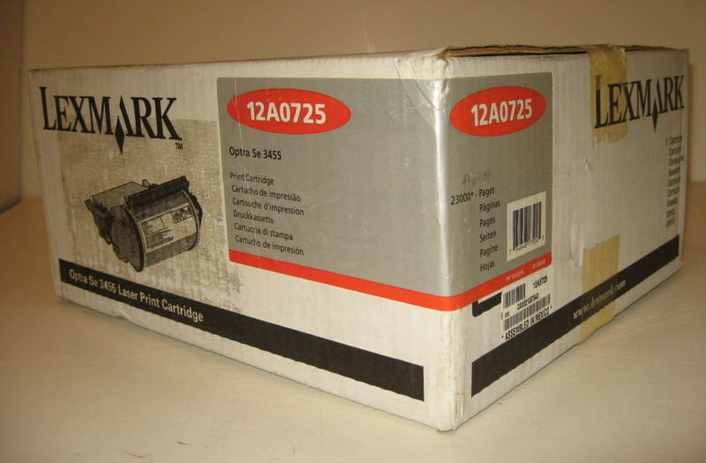 LEXMARK
TM
12A0725
Optra Se 3455
Print Cartridge
Cartucho de impressão
Cartouche d'impression
Druckkassette
Cartuccia di stampa
Cartucho de impresión
Optra Se 3455 Laser Print Cartridge
12A0725
23000* - Pages
Páginas
Pages
Seiten
Pagine
Hojas
12A0725
* ASSEMBLED IN MEXICO *
LEXMARK
www.lexmark.com